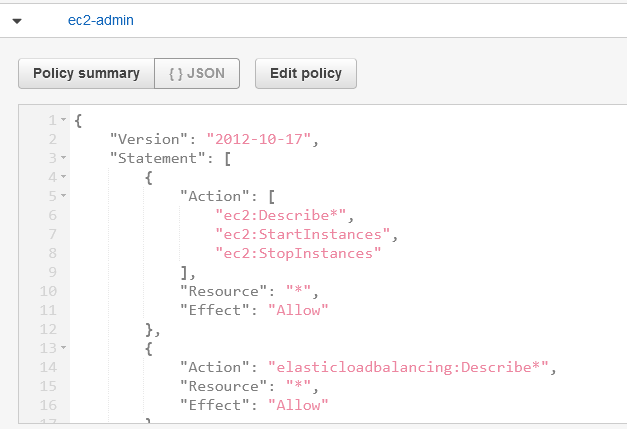 ec2-admin
Policy summary { } JSON Edit policy
1 {
2 "Version": "2012-10-17",
3 "Statement": [
4 {
5 "Action": [
6 "ec2:Describe*",
7 "ec2:StartInstances",
8 "ec2:StopInstances"
9 ],
10 "Resource": "*",
11 "Effect": "Allow"
12 },
13 {
14 "Action": "elasticloadbalancing:Describe*",
15 "Resource": "*",
16 "Effect": "Allow"